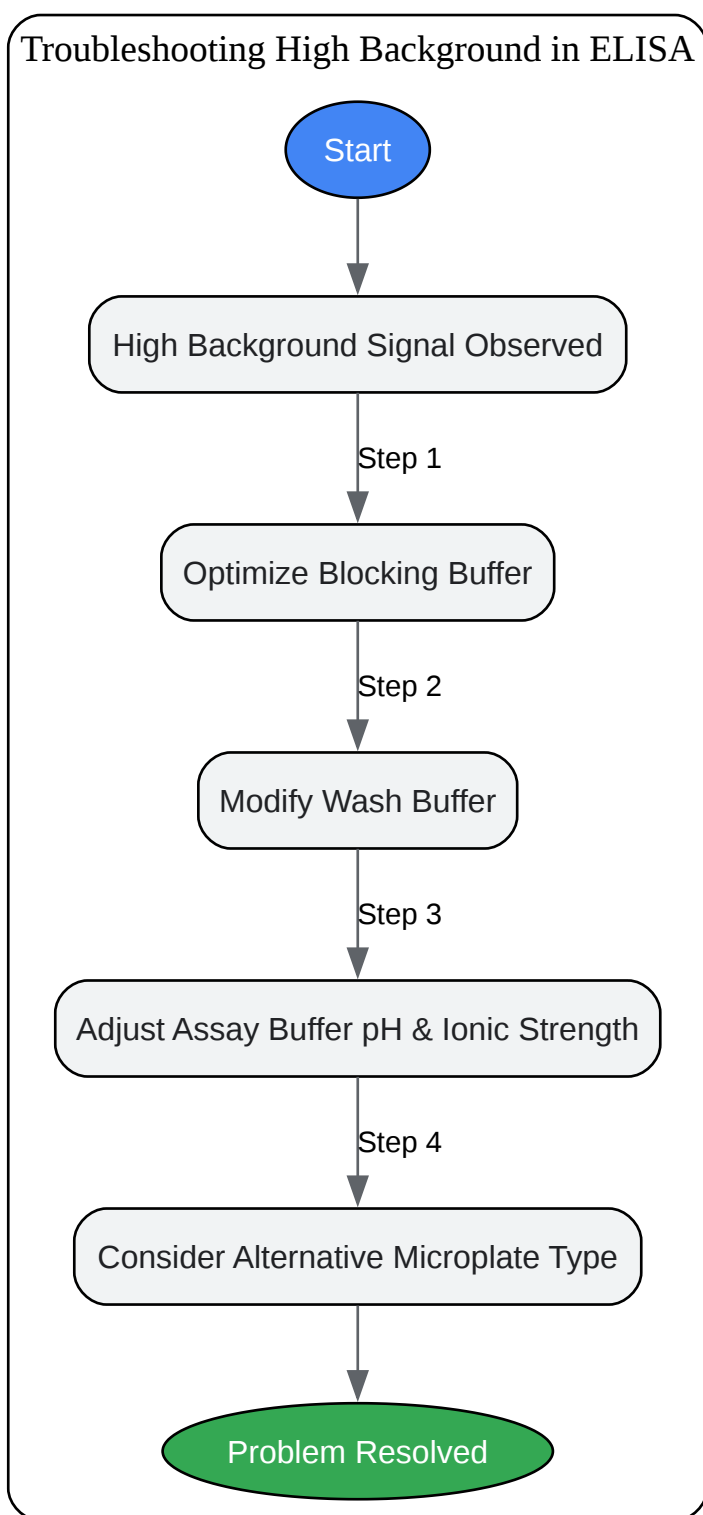 Troubleshooting High Background in ELISA
Start
High Background Signal Observed
Step 1
Optimize Blocking Buffer
Step 2
Modify Wash Buffer
Step 3
Adjust Assay Buffer pH & Ionic Strength
Step 4
Consider Alternative Microplate Type
Problem Resolved